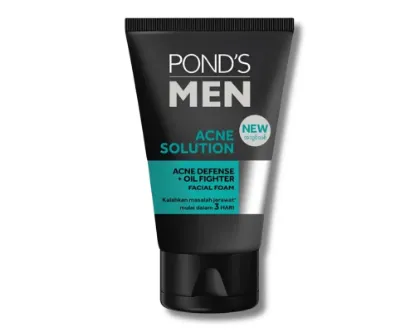 POND'S
MEN
NEW
ACNE
SOLUTION
ACNE DEFENSE
+ OIL FIGHTER
FACIAL FOAM
Kalahkan masalah jerawat*
mulai dalam 3 HARI